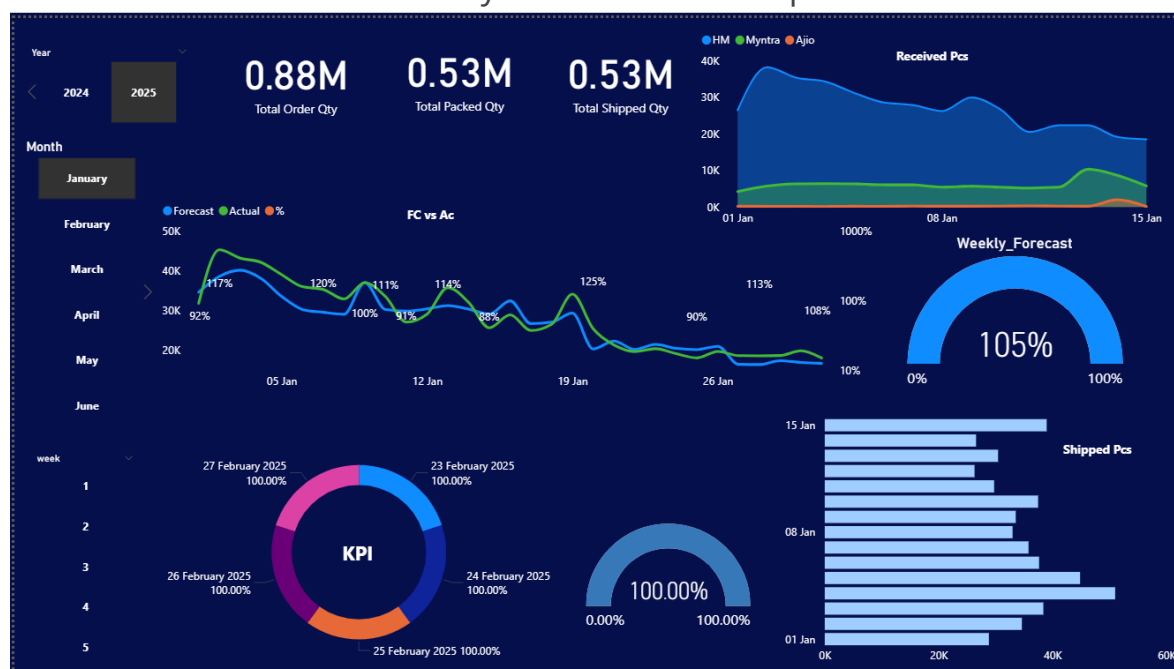 Year
2024
2025
Month
January
February
March
April
May
June
week
1
2
3
4
5
0.88M
Total Order Qty
0.53M
Total Packed Qty
0.53M
Total Shipped Qty
HM Myntra Ajio
Received Pcs
40K
30K
20K
10K
0K
01 Jan 08 Jan 15 Jan
Forecast Actual %
FC vs Ac
50K
40K
30K
20K
1000%
100%
10%
92%
117%
120%
100%
111%
91%
114%
88%
125%
90%
113%
108%
05 Jan 12 Jan 19 Jan 26 Jan
Weekly_Forecast
105%
0% 100%
KPI
23 February 2025
100.00%
24 February 2025
100.00%
25 February 2025 100.00%
26 February 2025
100.00%
27 February 2025
100.00%
100.00%
0.00% 100.00%
Shipped Pcs
15 Jan
08 Jan
01 Jan
0K 20K 40K 60K